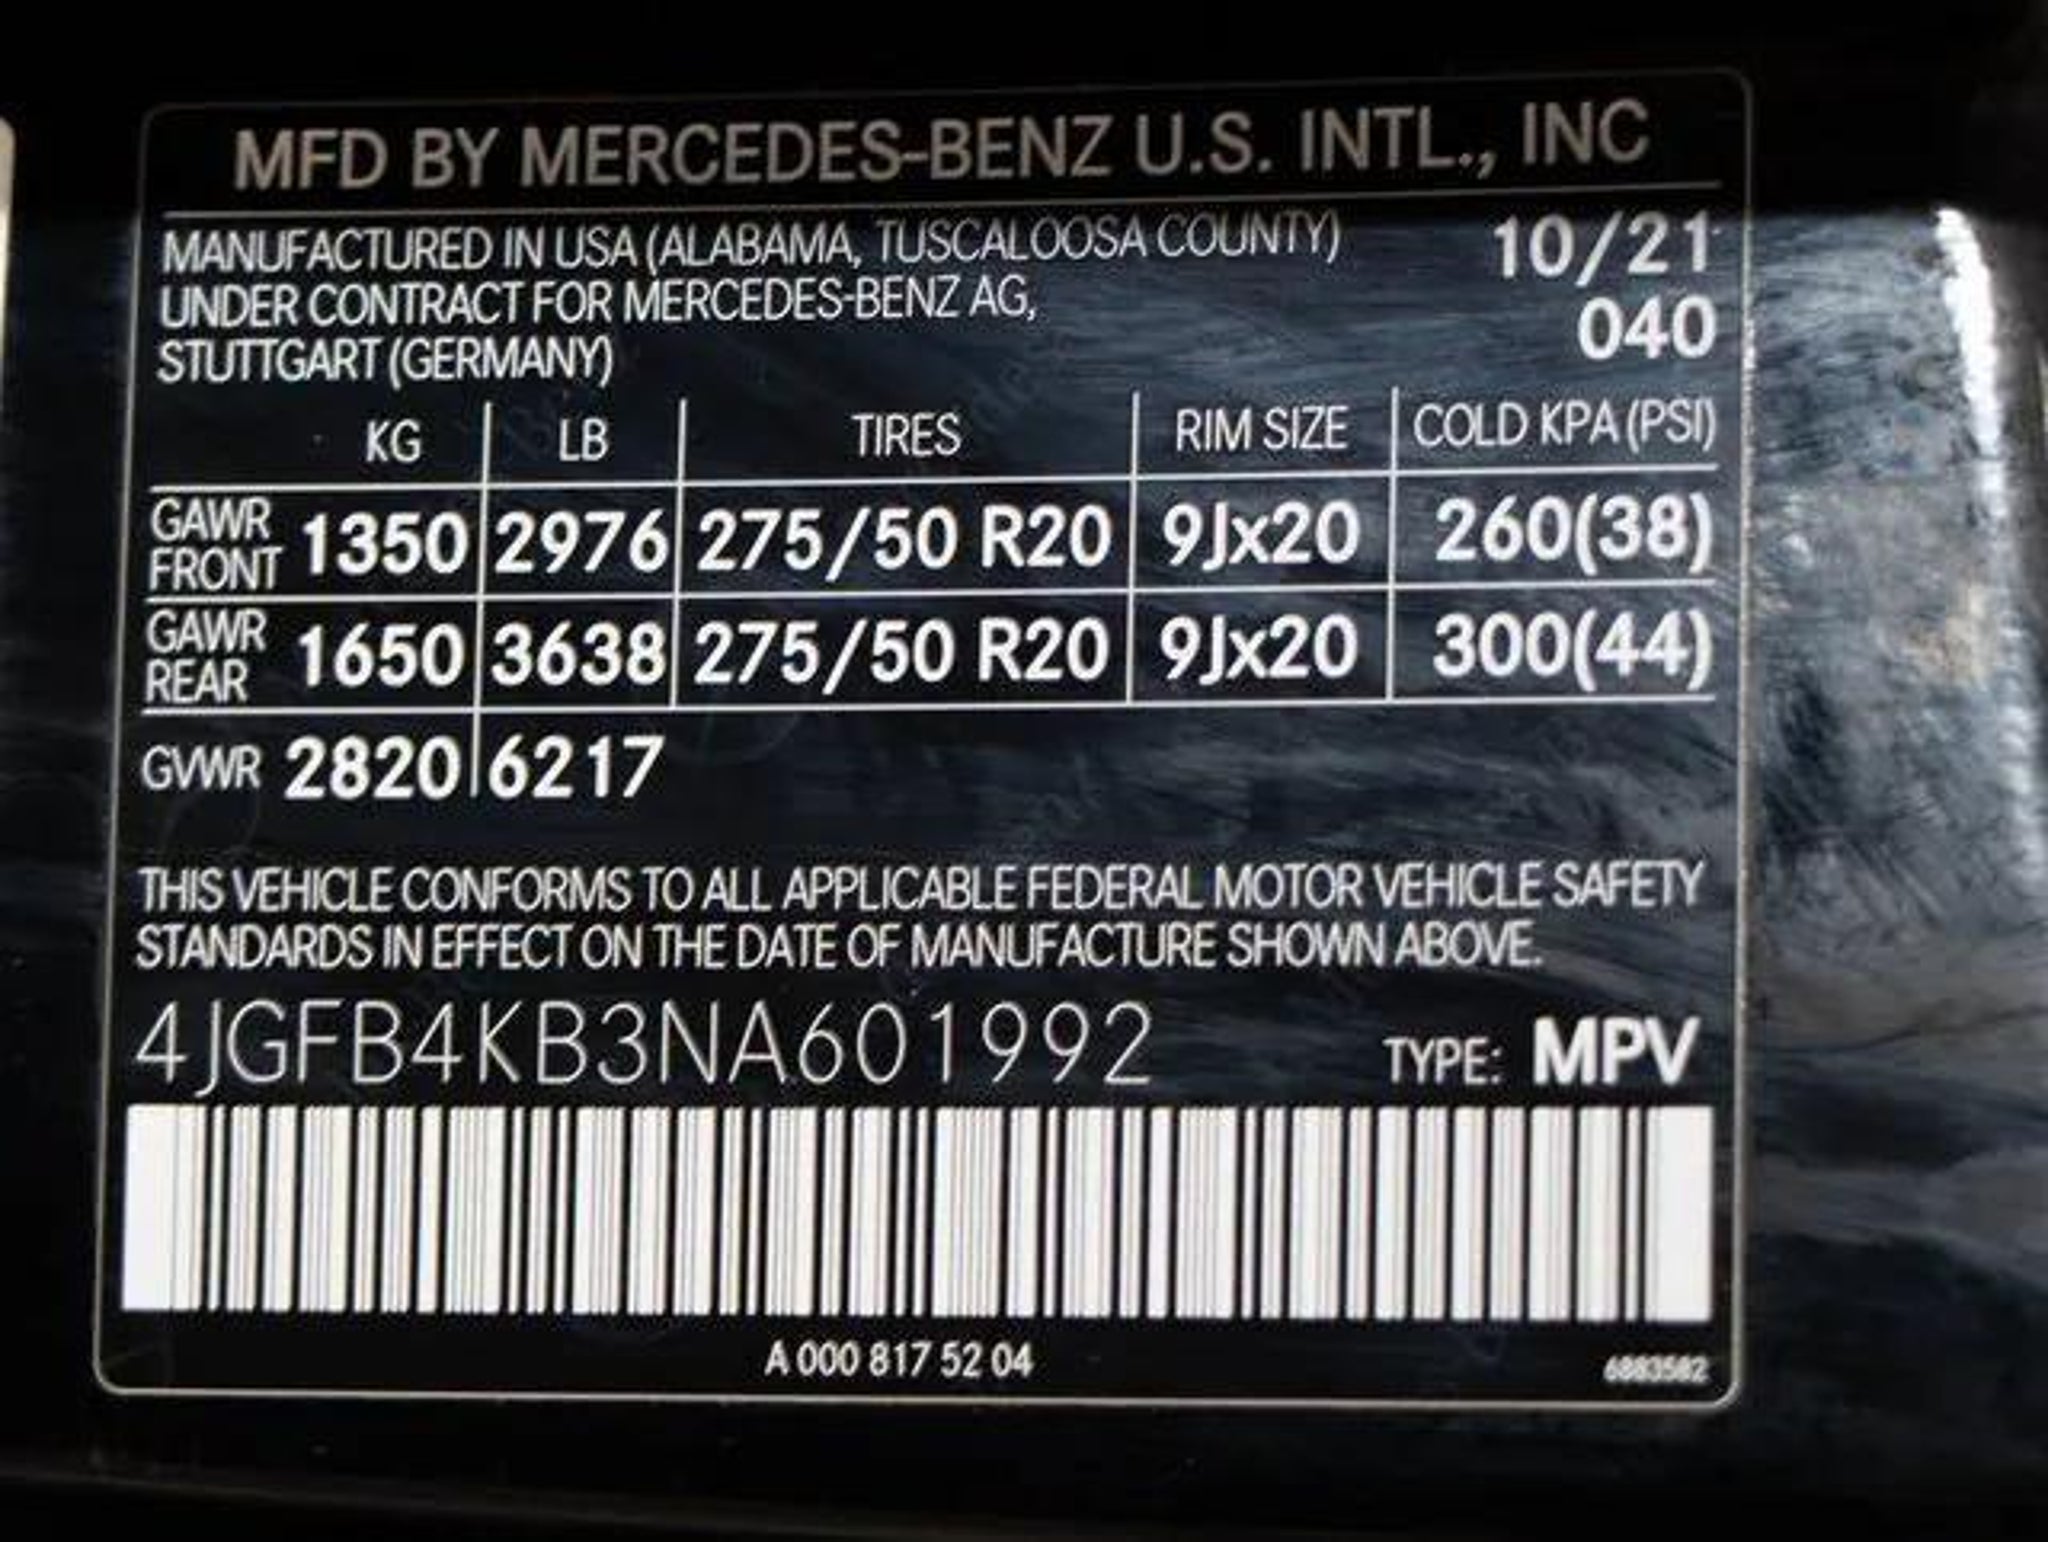 MFD BY MERCEDES-BENZ U.S. INTL., INC
MANUFACTURED IN USA (ALABAMA, TUSCALOOSA COUNTY) 10/21
UNDER CONTRACT FOR MERCEDES-BENZ AG, 040
STUTTGART (GERMANY)
KG LB TIRES RIM SIZE COLD KPA (PSI)
GAWR FRONT 1350 2976 275/50 R20 9Jx20 260(38)
GAWR REAR 1650 3638 275/50 R20 9Jx20 300(44)
GVWR 2820 6217
THIS VEHICLE CONFORMS TO ALL APPLICABLE FEDERAL MOTOR VEHICLE SAFETY
STANDARDS IN EFFECT ON THE DATE OF MANUFACTURE SHOWN ABOVE.
4JGFB4KB3NA601992 TYPE: MPV
A 000 817 52 04